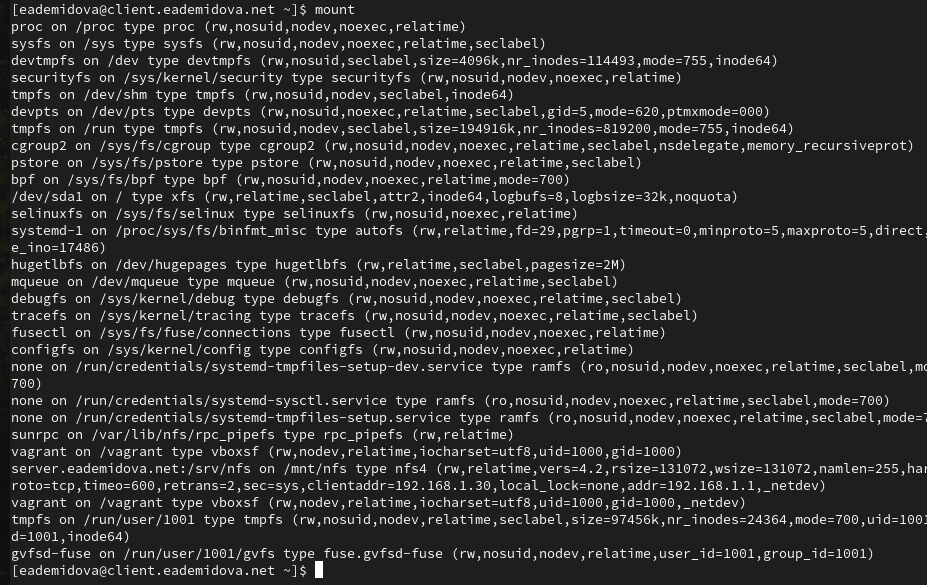 [eademidova@client.eademidova.net ~]$ mount
proc on /proc type proc (rw,nosuid,nodev,noexec,relatime)
sysfs on /sys type sysfs (rw,nosuid,nodev,noexec,relatime,seclabel)
devtmpfs on /dev type devtmpfs (rw,nosuid,seclabel,size=4096k,nr_inodes=114493,mode=755,inode64)
securityfs on /sys/kernel/security type securityfs (rw,nosuid,nodev,noexec,relatime)
tmpfs on /dev/shm type tmpfs (rw,nosuid,nodev,seclabel,inode64)
devpts on /dev/pts type devpts (rw,nosuid,noexec,relatime,seclabel,gid=5,mode=620,ptmxmode=000)
tmpfs on /run type tmpfs (rw,nosuid,nodev,seclabel,size=194916k,nr_inodes=819200,mode=755,inode64)
cgroup2 on /sys/fs/cgroup type cgroup2 (rw,nosuid,nodev,noexec,relatime,seclabel,nsdelegate,memory_recursiveprot)
pstore on /sys/fs/pstore type pstore (rw,nosuid,nodev,noexec,relatime,seclabel)
bpf on /sys/fs/bpf type bpf (rw,nosuid,nodev,noexec,relatime,mode=700)
/dev/sda1 on / type xfs (rw,relatime,seclabel,attr2,inode64,logbufs=8,logbsize=32k,noquota)
selinuxfs on /sys/fs/selinux type selinuxfs (rw,nosuid,noexec,relatime)
systemd-1 on /proc/sys/fs/binfmt_misc type autofs (rw,relatime,fd=29,pgrp=1,timeout=0,minproto=5,maxproto=5,direct,
e_ino=17486)
hugetlbfs on /dev/hugepages type hugetlbfs (rw,relatime,seclabel,pagesize=2M)
mqueue on /dev/mqueue type mqueue (rw,nosuid,nodev,noexec,relatime,seclabel)
debugfs on /sys/kernel/debug type debugfs (rw,nosuid,nodev,noexec,relatime,seclabel)
tracefs on /sys/kernel/tracing type tracefs (rw,nosuid,nodev,noexec,relatime,seclabel)
fusectl on /sys/fs/fuse/connections type fusectl (rw,nosuid,nodev,noexec,relatime)
configfs on /sys/kernel/config type configfs (rw,nosuid,nodev,noexec,relatime)
none on /run/credentials/systemd-tmpfiles-setup-dev.service type ramfs (ro,nosuid,nodev,noexec,relatime,seclabel,mo
700)
none on /run/credentials/systemd-sysctl.service type ramfs (ro,nosuid,nodev,noexec,relatime,seclabel,mode=700)
none on /run/credentials/systemd-tmpfiles-setup.service type ramfs (ro,nosuid,nodev,noexec,relatime,seclabel,mode=7
sunrpc on /var/lib/nfs/rpc_pipefs type rpc_pipefs (rw,relatime)
vagrant on /vagrant type vboxsf (rw,nodev,relatime,iocharset=utf8,uid=1000,gid=1000)
server.eademidova.net:/srv/nfs on /mnt/nfs type nfs4 (rw,relatime,vers=4.2,rsize=131072,wsize=131072,namlen=255,har
roto=tcp,timeo=600,retrans=2,sec=sys,clientaddr=192.168.1.30,local_lock=none,addr=192.168.1.1,_netdev)
vagrant on /vagrant type vboxsf (rw,nodev,relatime,iocharset=utf8,uid=1000,gid=1000,_netdev)
tmpfs on /run/user/1001 type tmpfs (rw,nosuid,nodev,relatime,seclabel,size=97456k,nr_inodes=24364,mode=700,uid=1001
d=1001,inode64)
gvfsd-fuse on /run/user/1001/gvfs type fuse.gvfsd-fuse (rw,nosuid,nodev,relatime,user_id=1001,group_id=1001)
[eademidova@client.eademidova.net ~]$